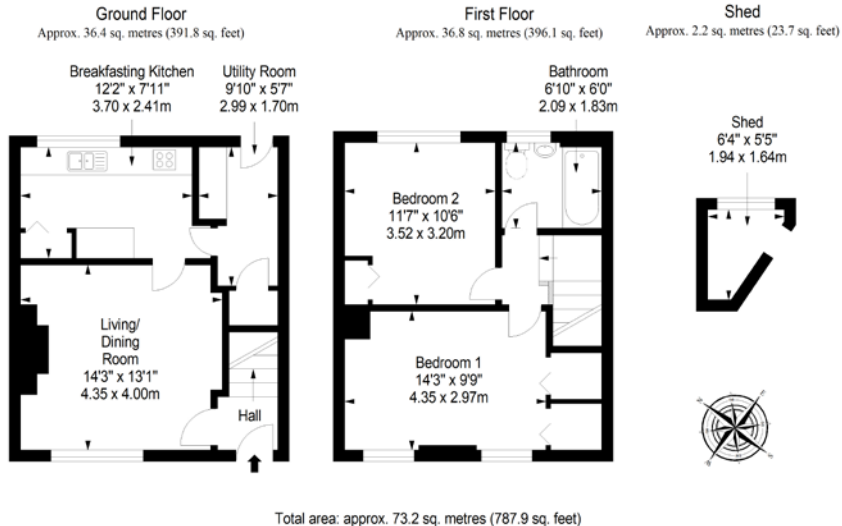 Ground Floor
Approx. 36.4 sq. metres (391.8 sq. feet)
Breakfasting Kitchen
12'2" x 7'11"
3.70 x 2.41m
Utility Room
9'10" x 5'7"
2.99 x 1.70m
Living/
Dining
Room
14'3" x 13'1"
4.35 x 4.00m
Hall
First Floor
Approx. 36.8 sq. metres (396.1 sq. feet)
Bathroom
6'10" x 6'0"
2.09 x 1.83m
Bedroom 2
11'7" x 10'6"
3.52 x 3.20m
Bedroom 1
14'3" x 9'9"
4.35 x 2.97m
Shed
Approx. 2.2 sq. metres (23.7 sq. feet)
Shed
6'4" x 5'5"
1.94 x 1.64m
Total area: approx. 73.2 sq. metres (787.9 sq. feet)